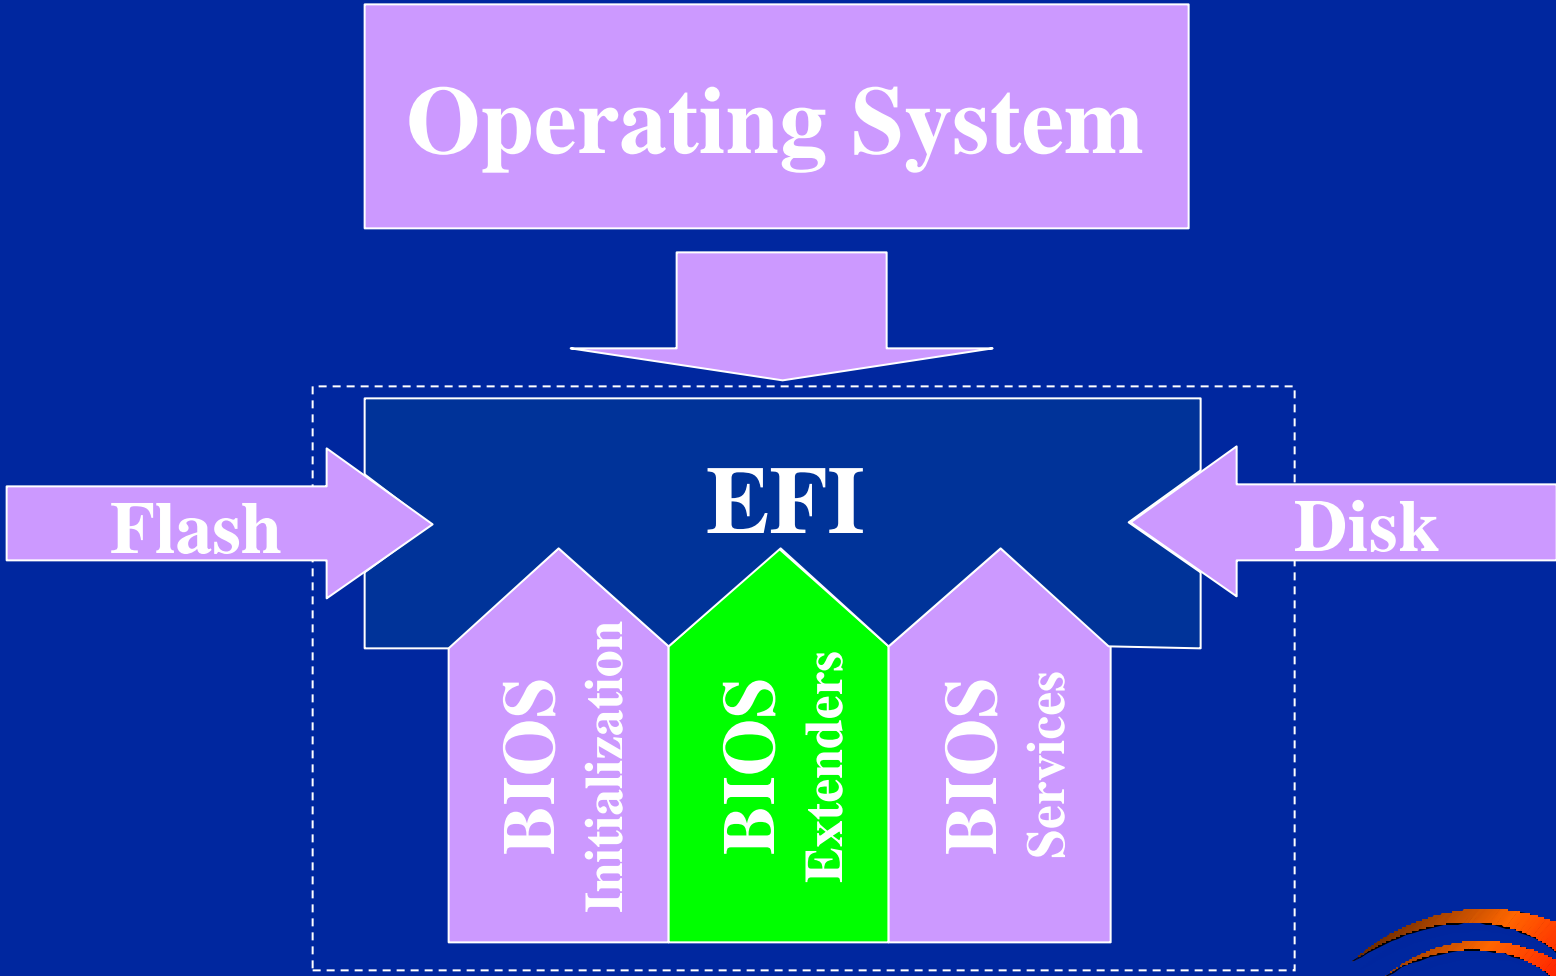 Operating System
EFI
Flash
Disk
BIOS
Initialization
BIOS
Extenders
BIOS
Services